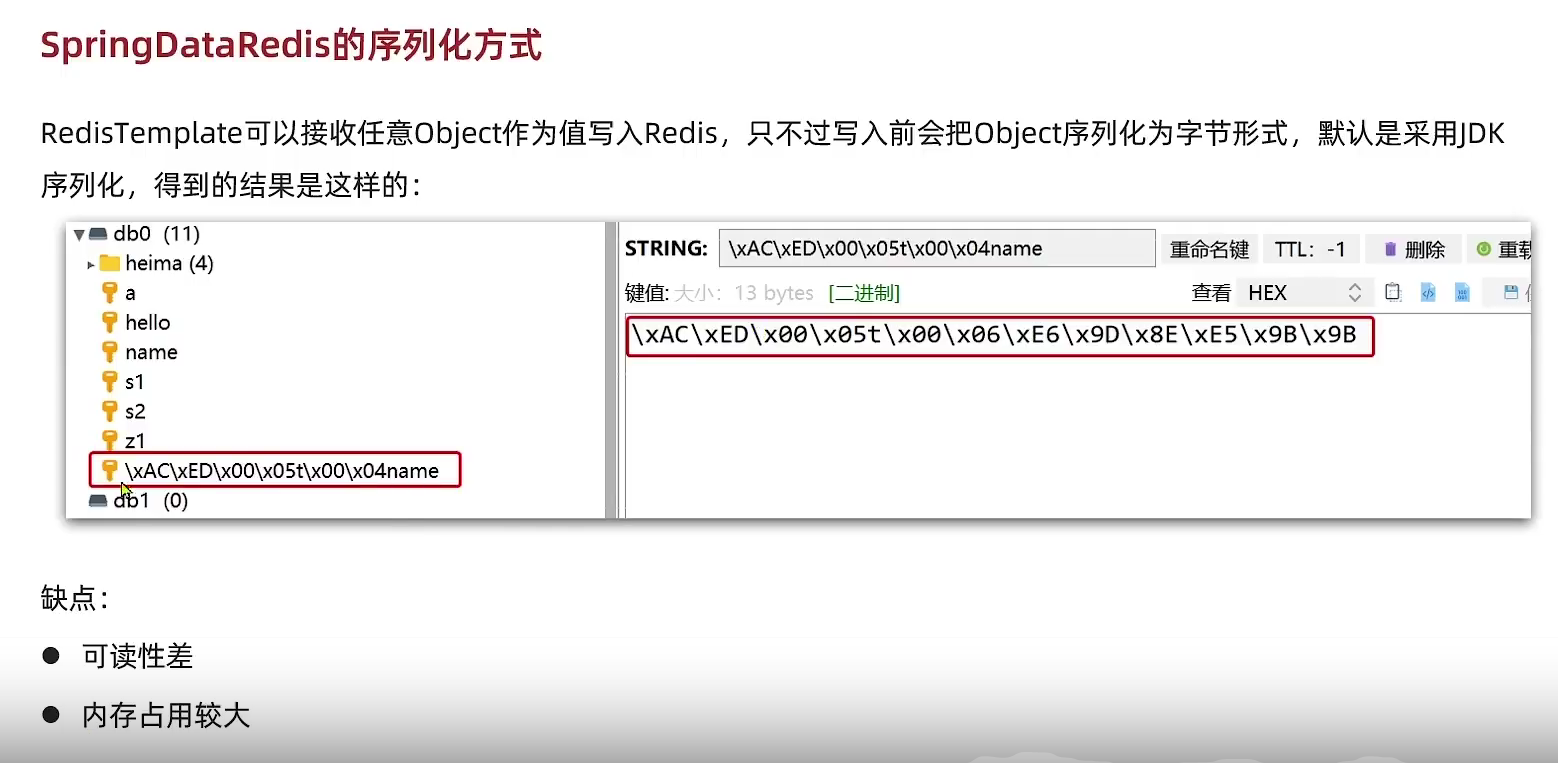 SpringDataRedis的序列化方式
RedisTemplate可以接收任意Object作为值写入Redis，只不过写入前会把Object序列化为字节形式，默认是采用JDK
序列化，得到的结果是这样的：
db0 (11)
heima (4)
a
hello
name
s1
s2
z1
\xAC\xED\x00\x05t\x00\x04name
db1 (0)
STRING: \xAC\xED\x00\x05t\x00\x04name 重命名键 TTL: -1 删除 重载
键值: 大小: 13 bytes [二进制] 查看 HEX
\xAC\xED\x00\x05t\x00\x06\xE6\x9D\x8E\xE5\x9B\x9B
缺点：
● 可读性差
● 内存占用较大